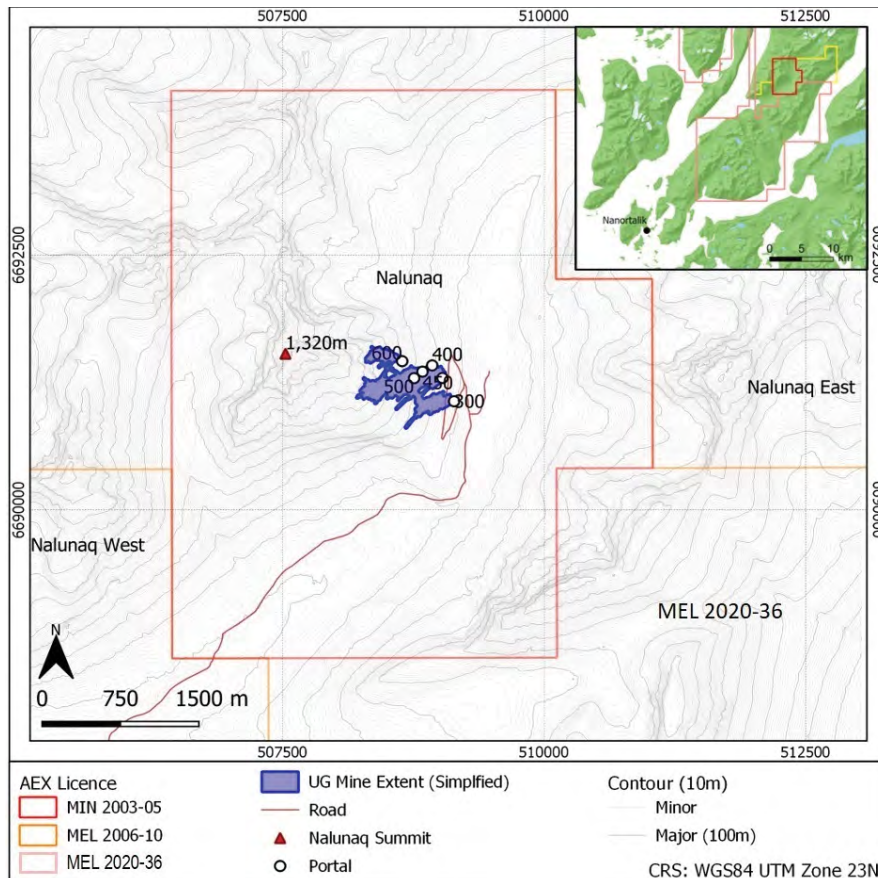 507500
510000
512500
6692500
6692500
Nanortalik
0 5 10
km
Nalunaq
1,320m
600
400
500
450
300
Nalunaq East
6690000
6690000
Nalunaq West
MEL 2020-36
N
0 750 1500 m
507500
510000
512500
AEX Licence
MIN 2003-05
MEL 2006-10
MEL 2020-36
UG Mine Extent (Simplfied)
Road
Nalunaq Summit
Portal
Contour (10m)
Minor
Major (100m)
CRS: WGS84 UTM Zone 23N